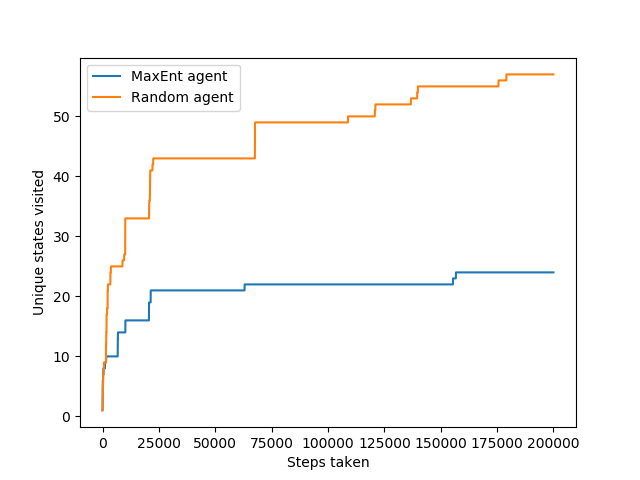 MaxEnt agent
Random agent
Unique states visited
50
40
30
20
10
0
0 25000 50000 75000 100000 125000 150000 175000 200000
Steps taken